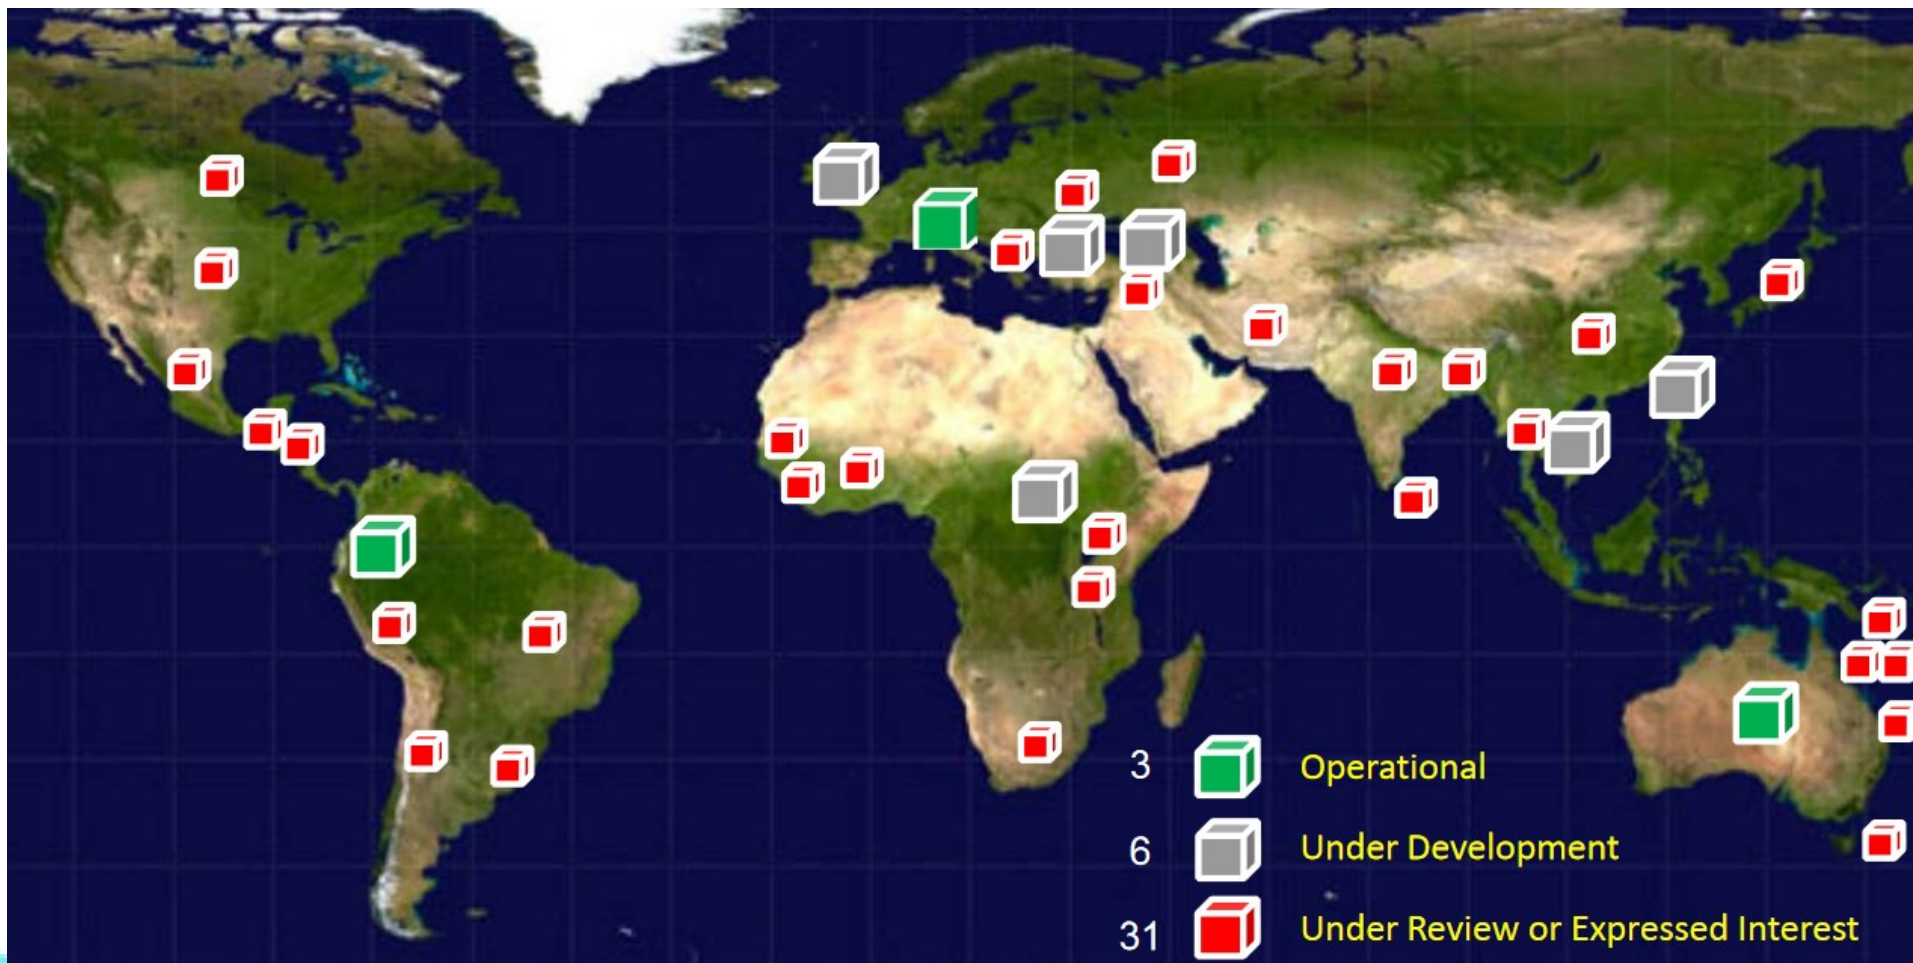 3 Operational
6 Under Development
31 Under Review or Expressed Interest